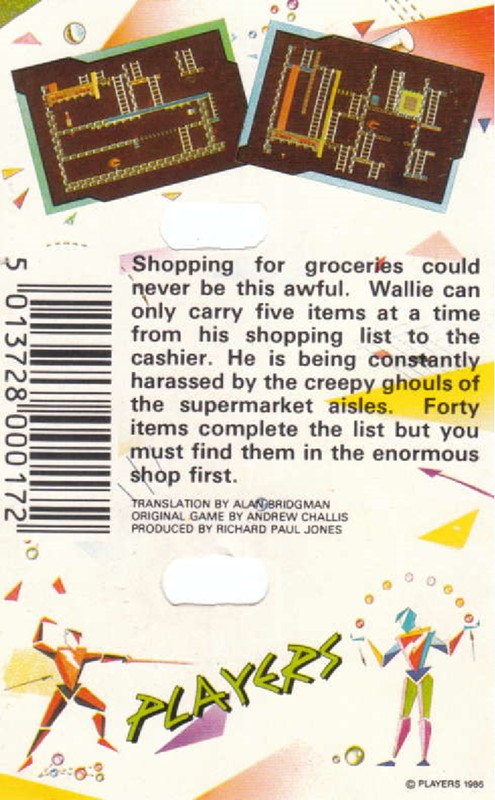 Shopping for groceries could
never be this awful. Wallie can
only carry five items at a time
from his shopping list to the
cashier. He is being constantly
harassed by the creepy ghouls of
the supermarket aisles. Forty
items complete the list but you
must find them in the enormous
shop first.
TRANSLATION BY ALAN BRIDGMAN
ORIGINAL GAME BY ANDREW CHALLIS
PRODUCED BY RICHARD PAUL JONES
5 013728 000172
PLAYERS
© PLAYERS 1986